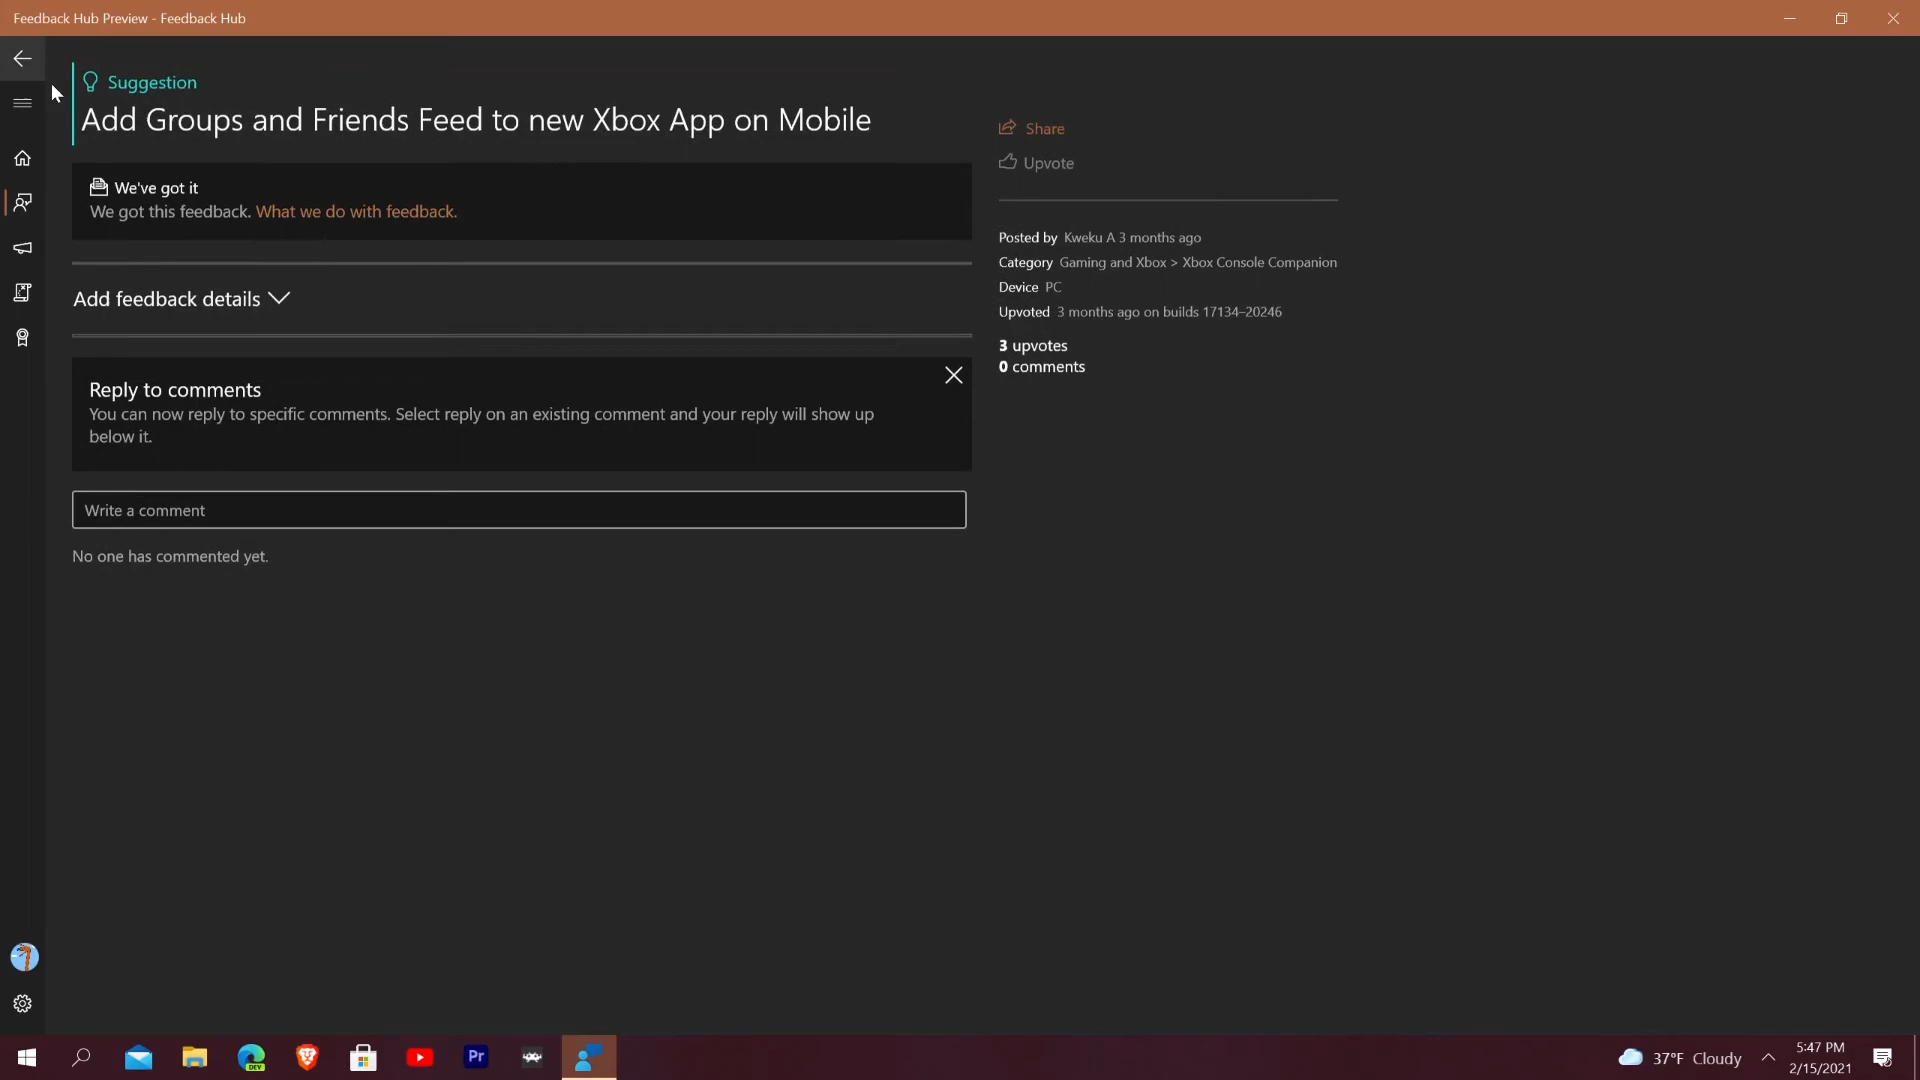 Feedback Hub Preview - Feedback Hub
Suggestion
Add Groups and Friends Feed to new Xbox App on Mobile
We've got it
We got this feedback. What we do with feedback.
Add feedback details
Reply to comments
You can now reply to specific comments. Select reply on an existing comment and your reply will show up
below it.
Write a comment
No one has commented yet.
Share
Upvote
Posted by Kweku A 3 months ago
Category Gaming and Xbox > Xbox Console Companion
Device PC
Upvoted 3 months ago on builds 17134–20246
3 upvotes
0 comments
DEV
Pr
37°F Cloudy
5:47 PM
2/15/2021